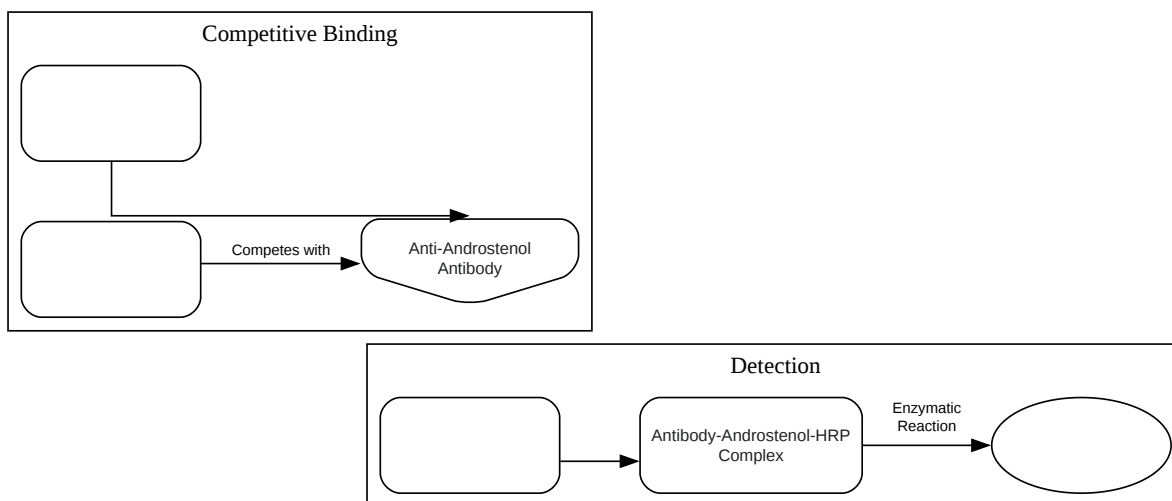 Competitive Binding
Competes with
Anti-Androstenol
Antibody
Detection
Antibody-Androstenol-HRP
Complex
Enzymatic
Reaction